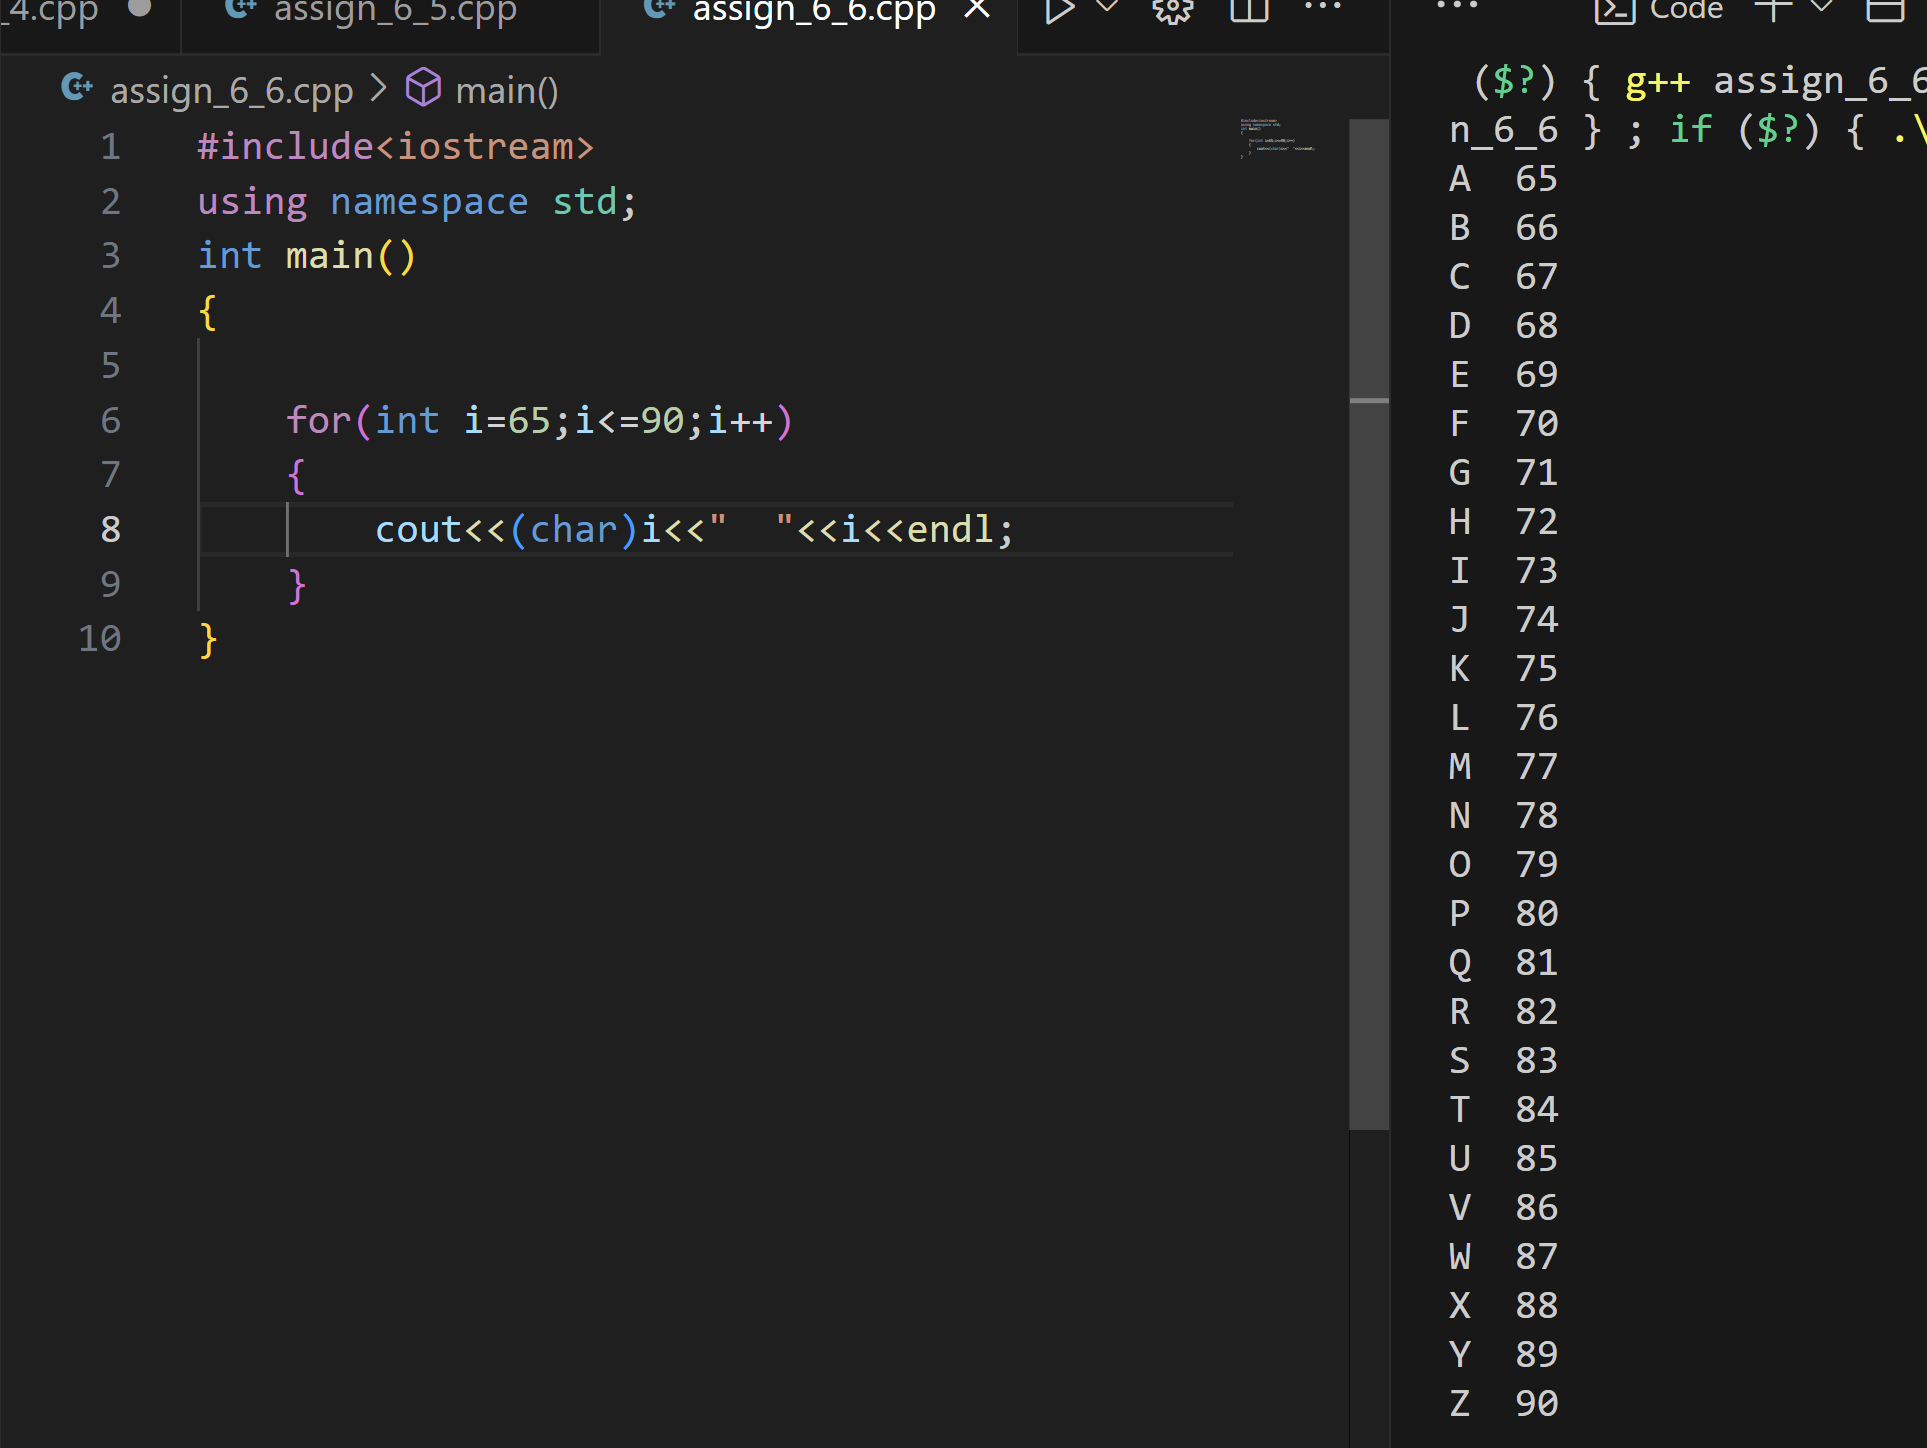 _4.cpp assign_6_5.cpp assign_6_6.cpp
assign_6_6.cpp > main()
1 #include<iostream>
2 using namespace std;
3 int main()
4 {
5
6 for(int i=65;i<=90;i++)
7 {
8 cout<<(char)i<<"  "<<i<<endl;
9 }
10 }
Code
($?) { g++ assign_6_6
n_6_6 } ; if ($?) { .\
A  65
B  66
C  67
D  68
E  69
F  70
G  71
H  72
I  73
J  74
K  75
L  76
M  77
N  78
O  79
P  80
Q  81
R  82
S  83
T  84
U  85
V  86
W  87
X  88
Y  89
Z  90